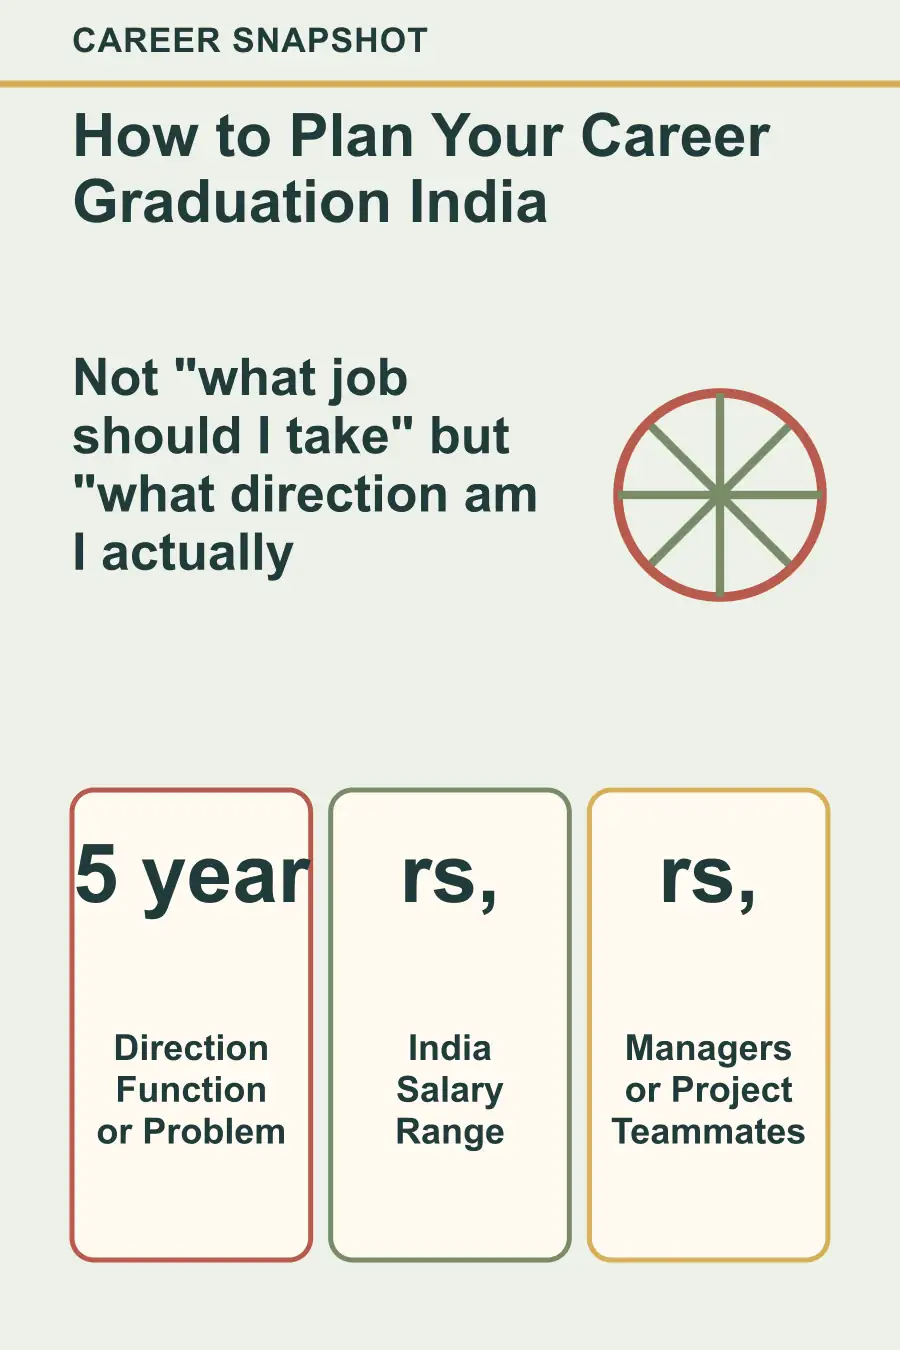 CAREER SNAPSHOT
How to Plan Your Career
Graduation India
Not "what job
should I take" but
"what direction am
I actually
5 year
Direction
Function
or Problem
rs,
India
Salary
Range
rs,
Managers
or Project
Teammates